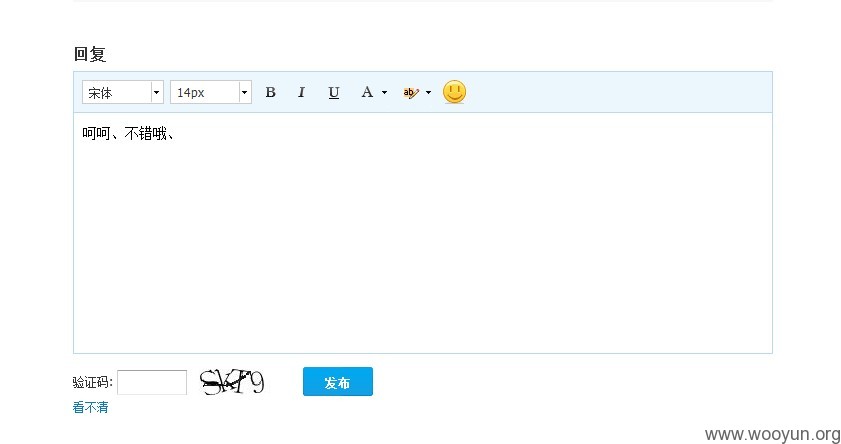 回复
宋体 14px B I U A ab
呵呵、不错哦、
验证码: SKT9 发布
看不清
www.wooyun.org